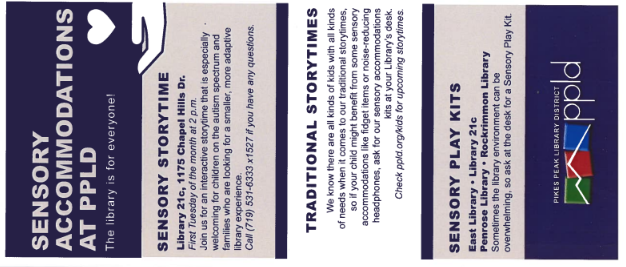 SENSORY
ACCOMMODATIONS
AT PPLD
The library is for everyone!
SENSORY STORYTIME
Library 21c, 1175 Chapel Hills Dr.
First Tuesday of the month at 2 p.m.
Join us for an interactive storytime that is especially
welcoming for children on the autism spectrum and
families who are looking for a smaller, more adaptive
library experience.
Call (719) 531-6333 x1527 if you have any questions.
TRADITIONAL STORYTIMES
We know there are all kinds of kids with all kinds
of needs when it comes to our traditional storytimes,
so if your child might benefit from some sensory
accommodations like fidget items or noise-reducing
headphones, ask for our sensory accommodations
kits at your Library's desk.
Check ppld.org/kids for upcoming storytimes.
SENSORY PLAY KITS
East Library • Library 21c
Penrose Library • Rockrimmon Library
Sometimes the library environment can be
overwhelming, so ask at the desk for a Sensory Play Kit.
PIKES PEAK LIBRARY DISTRICT
ppld